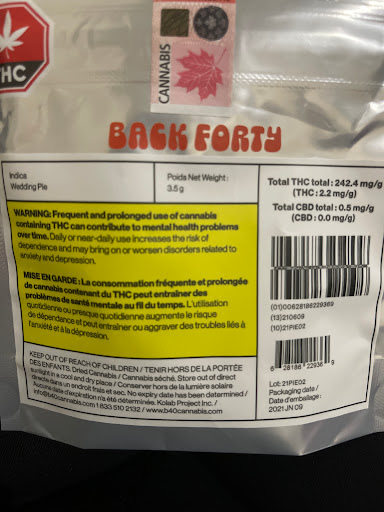 THC
CANNABIS
BACK FORTY
Indica
Wedding Pie
Poids Net Weight:
3.5 g
Total THC total : 242.4 mg/g
(THC : 2.2 mg/g)
Total CBD total : 0.5 mg/g
(CBD : 0.0 mg/g)
WARNING: Frequent and prolonged use of cannabis
containing THC can contribute to mental health problems
over time. Daily or near-daily use increases the risk of
dependence and may bring on or worsen disorders related to
anxiety and depression.
MISE EN GARDE : La consommation fréquente et prolongée
de cannabis contenant du THC peut entraîner des
problèmes de santé mentale au fil du temps. L'utilisation
quotidienne ou presque quotidienne augmente le risque
de dépendance et peut entraîner ou aggraver des troubles liés à
l'anxiété et à la dépression.
(01)00628186229369
(13)210609
(10)21PIE02
6 28186 22936 9
Lot: 21PIE02
Packaging date /
Date d'emballage :
2021 JN 09
KEEP OUT OF REACH OF CHILDREN / TENIR HORS DE LA PORTÉE
DES ENFANTS. Dried Cannabis / Cannabis séché. Store out of direct
sunlight in a cool and dry place / Conserver hors de la lumière solaire
directe dans un endroit frais et sec. No expiry date has been determined /
Aucune date d'expiration n'a été déterminée. Kolab Project Inc. /
info@b40cannabis.com 1 833 510 2132 / www.b40cannabis.com